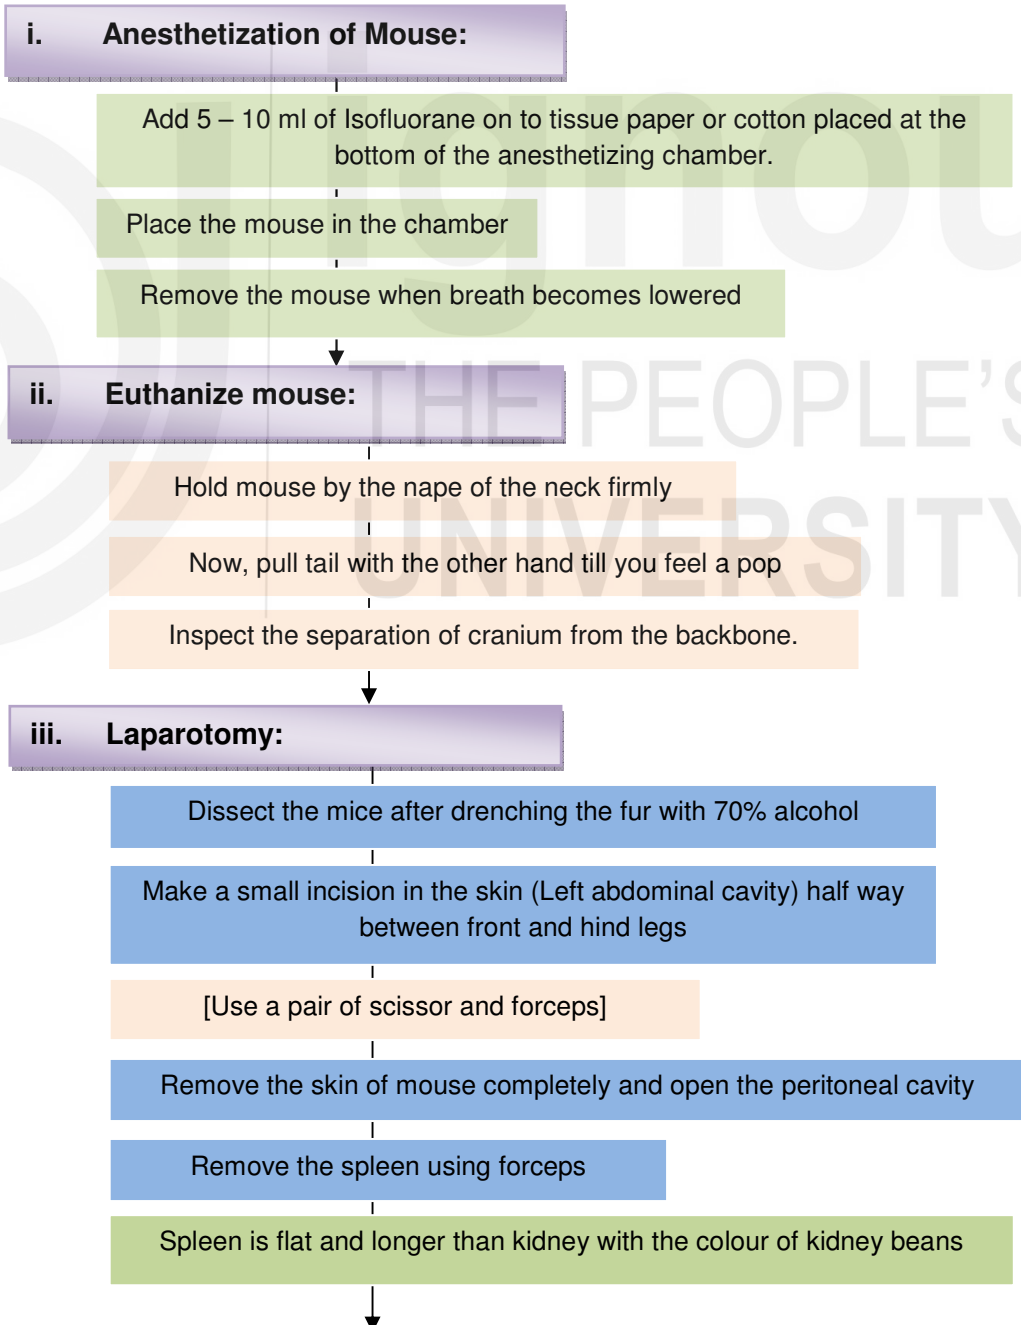 i. Anesthetization of Mouse:
Add 5 – 10 ml of Isofluorane on to tissue paper or cotton placed at the
bottom of the anesthetizing chamber.
Place the mouse in the chamber
Remove the mouse when breath becomes lowered
ii. Euthanize mouse:
Hold mouse by the nape of the neck firmly
Now, pull tail with the other hand till you feel a pop
Inspect the separation of cranium from the backbone.
iii. Laparotomy:
Dissect the mice after drenching the fur with 70% alcohol
Make a small incision in the skin (Left abdominal cavity) half way
between front and hind legs
[Use a pair of scissor and forceps]
Remove the skin of mouse completely and open the peritoneal cavity
Remove the spleen using forceps
Spleen is flat and longer than kidney with the colour of kidney beans
ignou
THE PEOPLE'S
UNIVERSITY